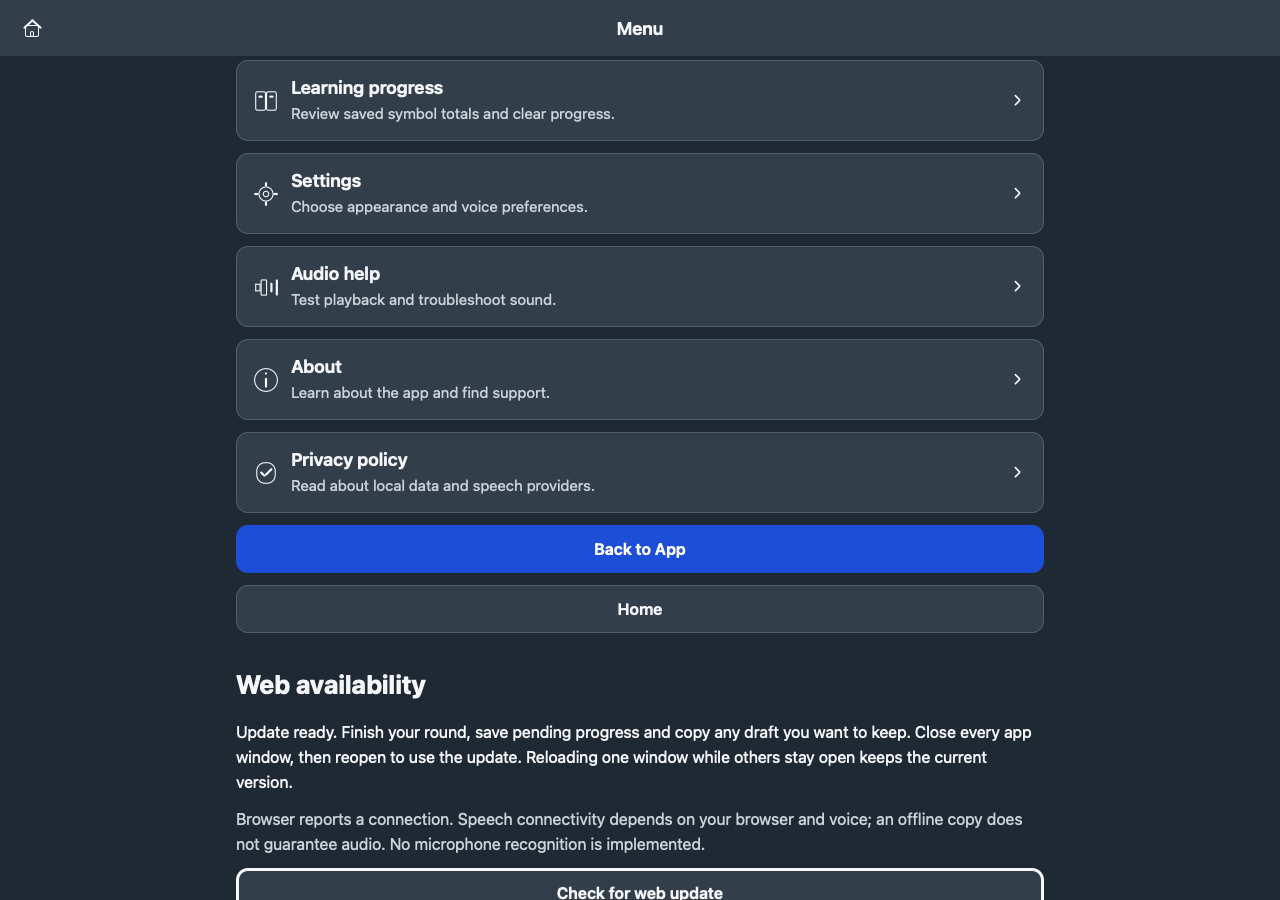 Menu
Learning progress
Review saved symbol totals and clear progress.
Settings
Choose appearance and voice preferences.
Audio help
Test playback and troubleshoot sound.
About
Learn about the app and find support.
Privacy policy
Read about local data and speech providers.
Back to App
Home
Web availability
Update ready. Finish your round, save pending progress and copy any draft you want to keep. Close every app
window, then reopen to use the update. Reloading one window while others stay open keeps the current
version.
Browser reports a connection. Speech connectivity depends on your browser and voice; an offline copy does
not guarantee audio. No microphone recognition is implemented.
Check for web update